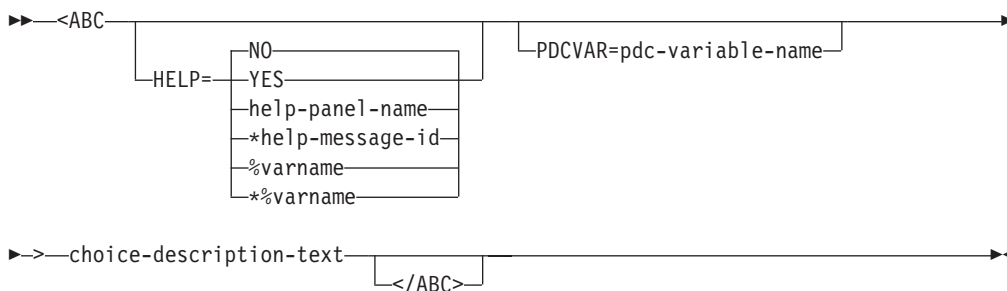 <ABC
HELP=
NO
YES
help-panel-name
*help-message-id
%varname
*%varname
PDCVAR=pdc-variable-name
>
choice-description-text
</ABC>